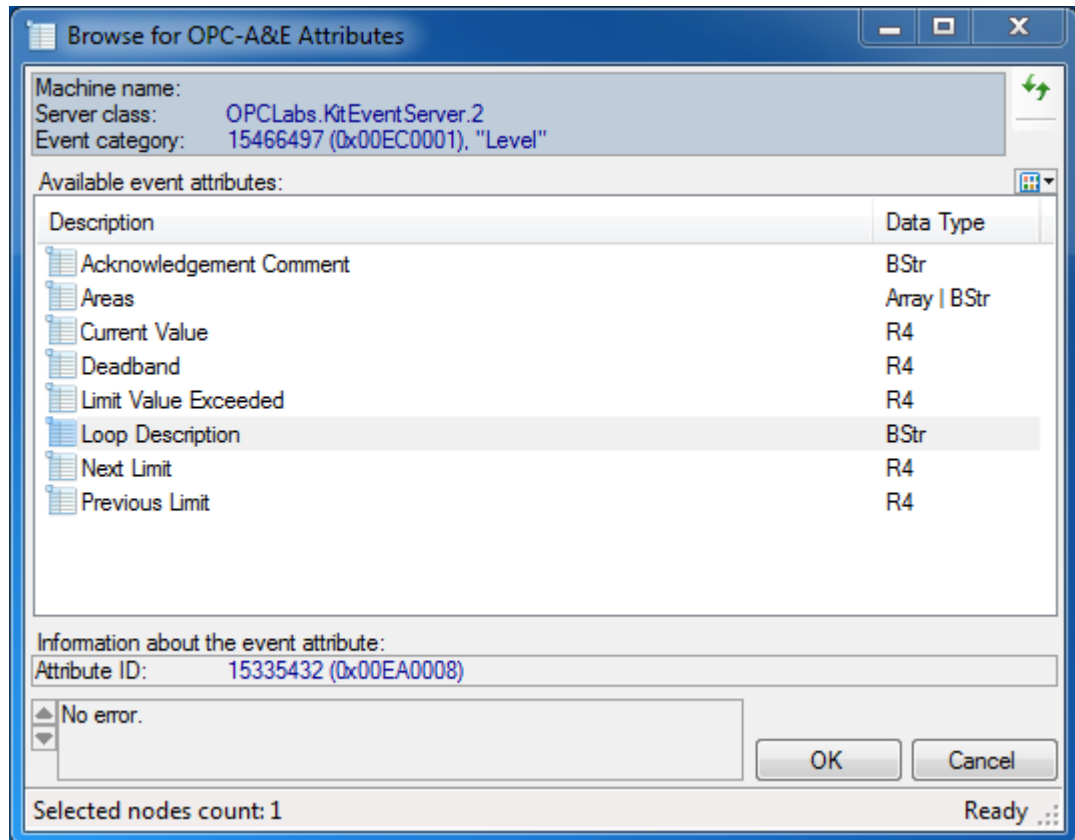 Browse for OPC-A&E Attributes
Machine name:
Server class: OPCLabs.KitEventServer.2
Event category: 15466497 (0x00EC0001), "Level"
Available event attributes:
Description Data Type
Acknowledgement Comment BStr
Areas Array | BStr
Current Value R4
Deadband R4
Limit Value Exceeded R4
Loop Description BStr
Next Limit R4
Previous Limit R4
Information about the event attribute:
Attribute ID: 15335432 (0x00EA0008)
No error.
OK Cancel
Selected nodes count: 1 Ready